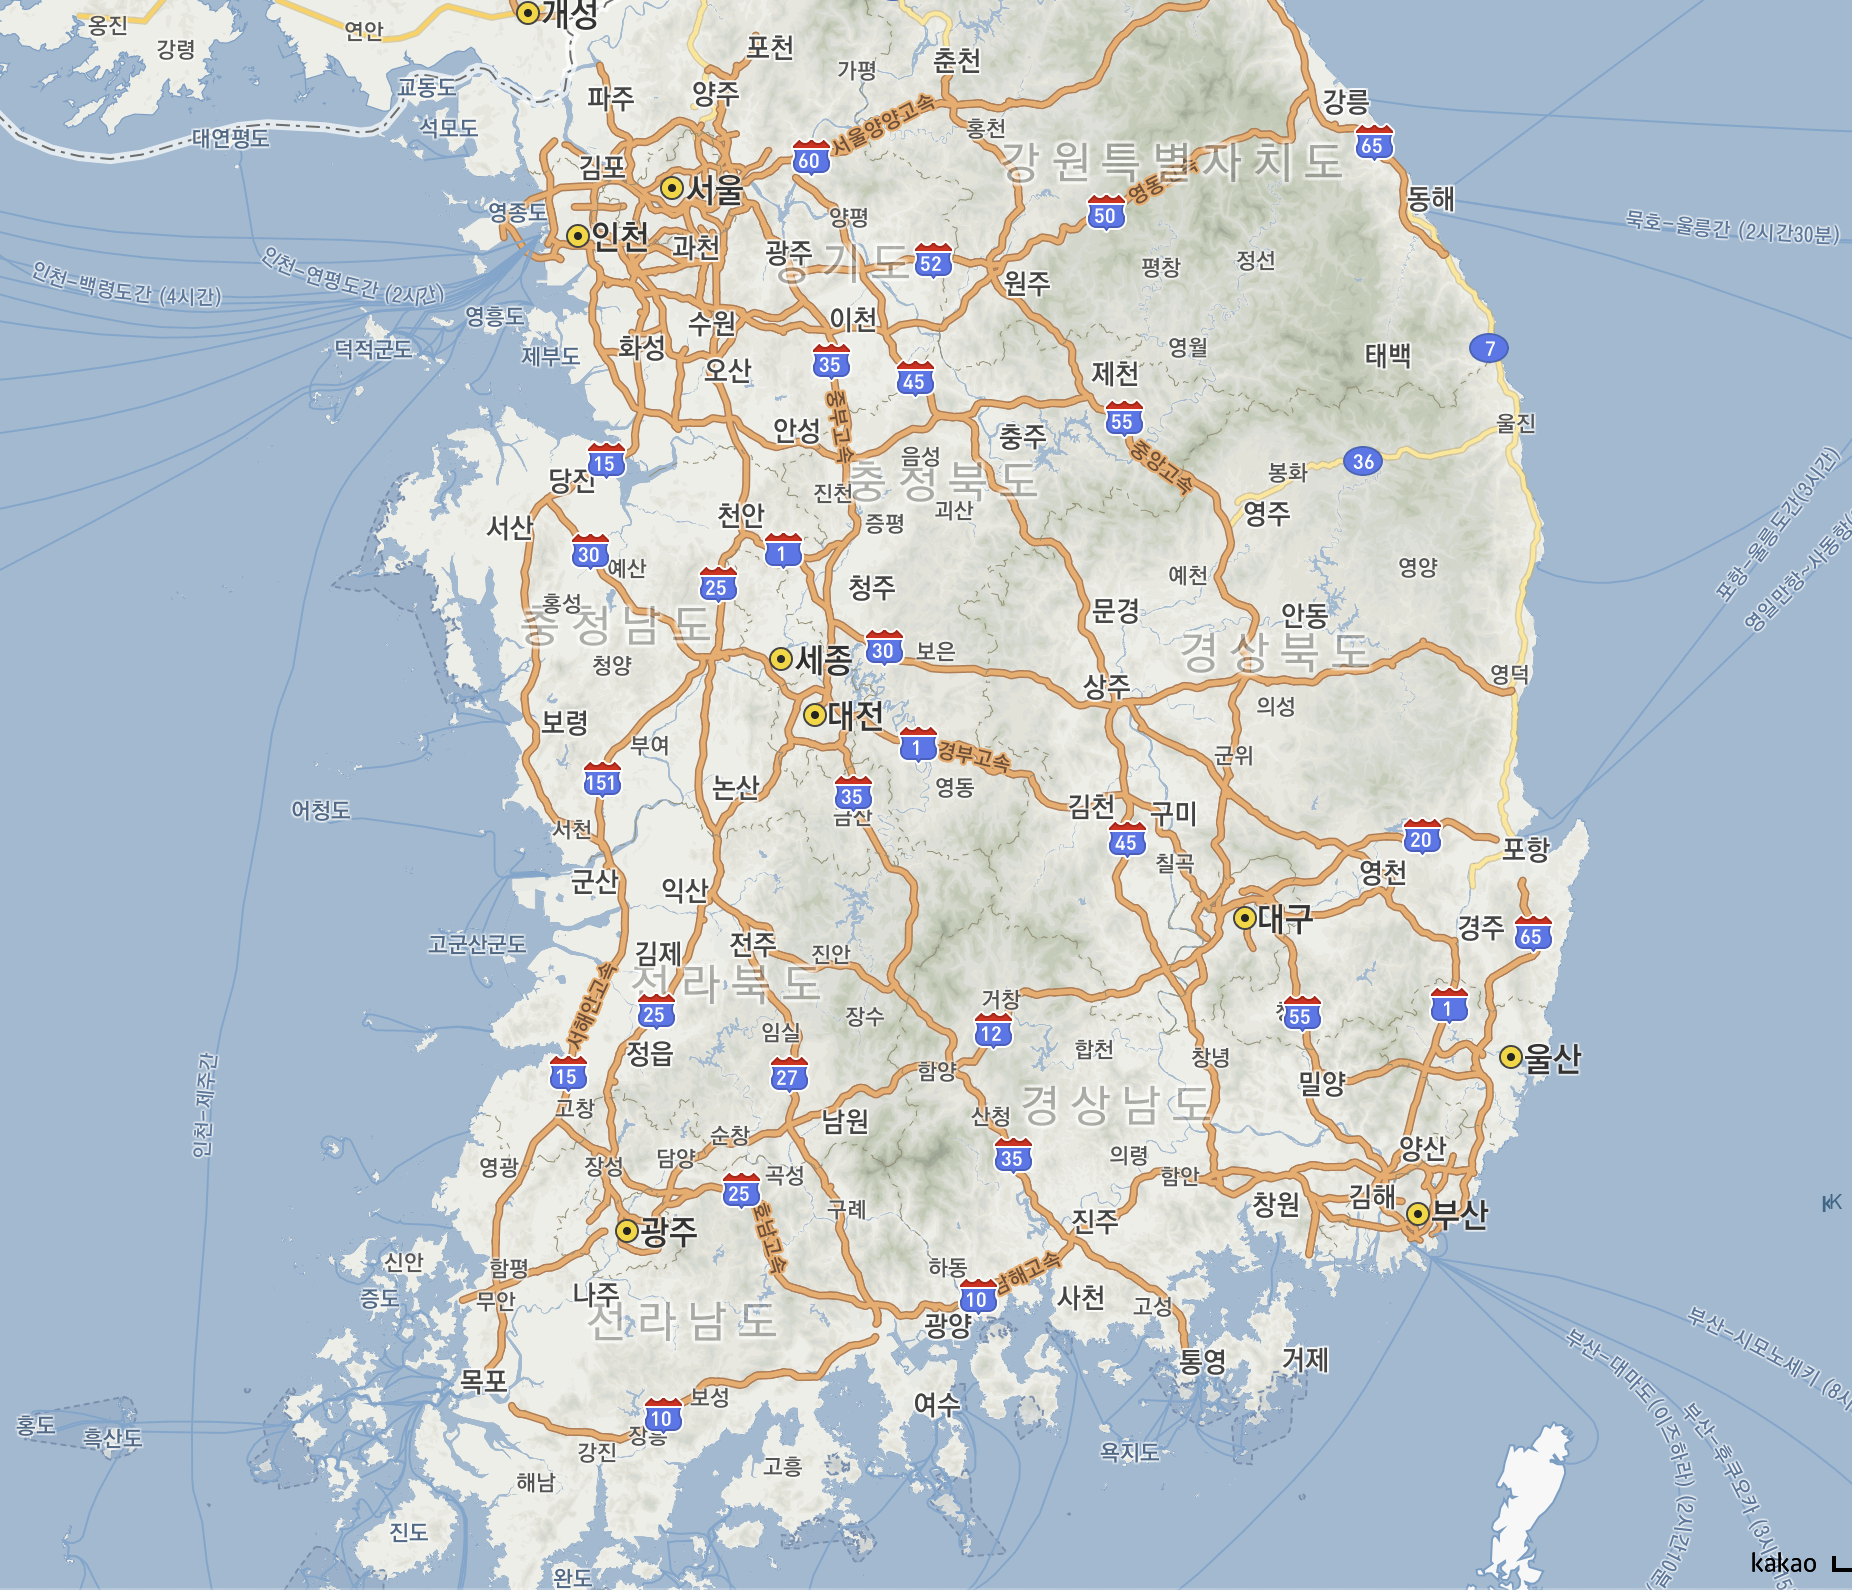 개성
옹진
연안
강령
포천
춘천
가평
교동도
파주
양주
강릉
석모도
대연평도
서울양양고속
홍천
65
60
김포
강원특별자치도
서울
영동
동해
영종도
50
양평
묵호-울릉간 (2시간30분)
인천
과천
광주
경기도
52
정선
평창
인천-백령도간 (4시간)
인천-연평도간 (2시간)
원주
영흥도
수원
이천
덕적군도
제부도
화성
35
영월
7
태백
오산
45
제천
중부고속
55
울진
안성
충주
중앙고속
음성
15
36
봉화
당진
충청북도
진천
괴산
포항-울릉도간(3시간)
영일만항~사동항
서산
천안
증평
영주
30
1
예산
25
청주
예천
영양
홍성
문경
안동
충청남도
30
보은
경상북도
세종
청양
상주
영덕
의성
대전
보령
부여
1
경부고속
군위
151
논산
35
영동
금산
김천
구미
어청도
서천
45
20
칠곡
포항
영천
군산
익산
대구
경주
65
고군산군도
김제
전주
진안
전라북도
거창
서해안고속
25
장수
55
1
임실
12
정읍
합천
창녕
울산
15
27
함양
밀양
인천-제주간
고창
경상남도
남원
산청
순창
양산
영광
장성
담양
35
의령
곡성
함안
25
김해
창원
구례
진주
부산
광주
호남고속
신안
함평
하동
남해고속
증도
무안
나주
10
사천
고성
전라남도
광양
부산-시모노세키 (8시
부산-대마도(이즈하라) (2시간10분)
통영
거제
목포
보성
여수
부산-후쿠오카 (3시
홍도
흑산도
10
장흥
강진
욕지도
고흥
해남
진도
완도
kakao